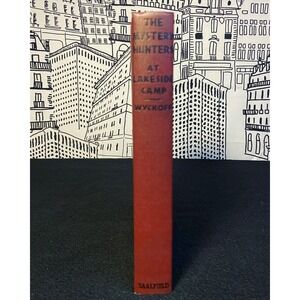 THE
MYSTERY
HUNTERS
AT
LAKESIDE
CAMP
WYCKOFF
SAALFIELD